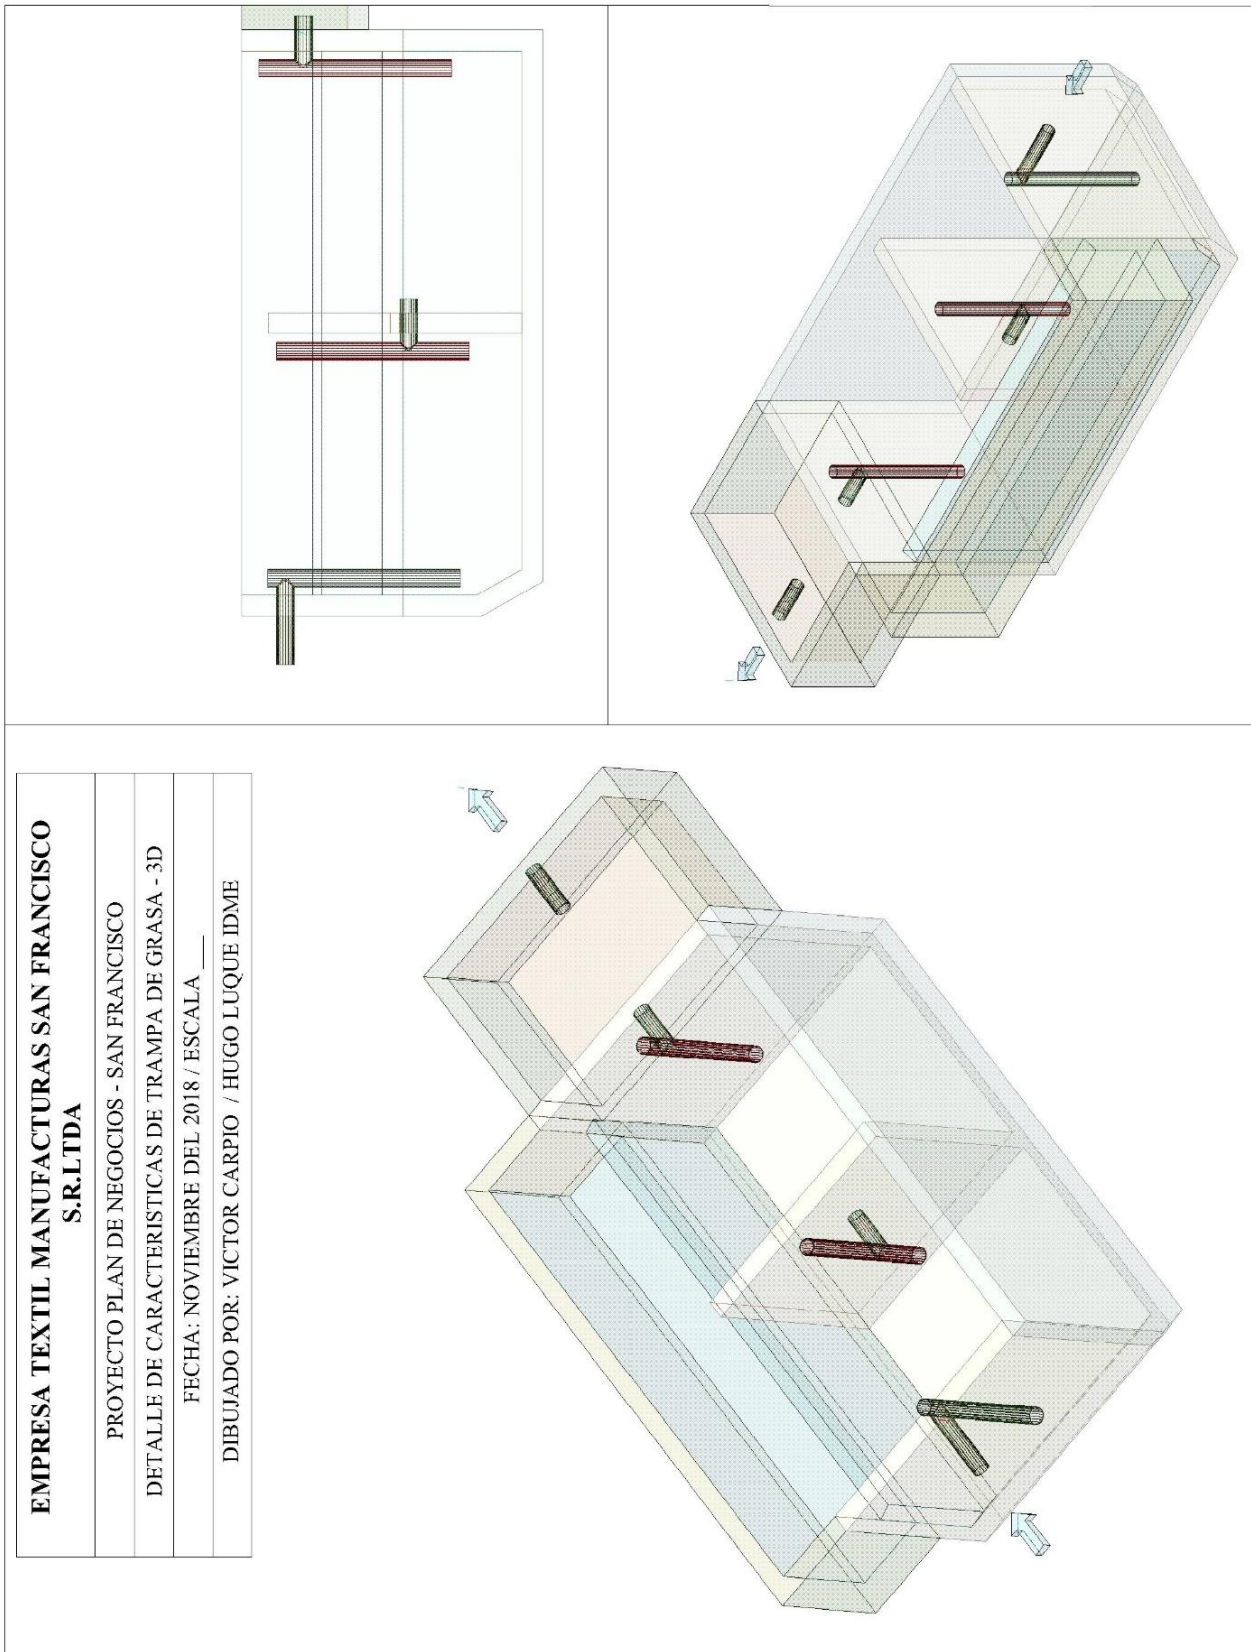 EMPRESA TEXTIL MANUFACTURAS SAN FRANCISCO
S.R.LTDA
PROYECTO PLAN DE NEGOCIOS - SAN FRANCISCO
DETALLE DE CARACTERISTICAS DE TRAMPA DE GRASA - 3D
FECHA: NOVIEMBRE DEL 2018 / ESCALA ___
DIBUJADO POR: VICTOR CARPIO / HUGO LUQUE IDME